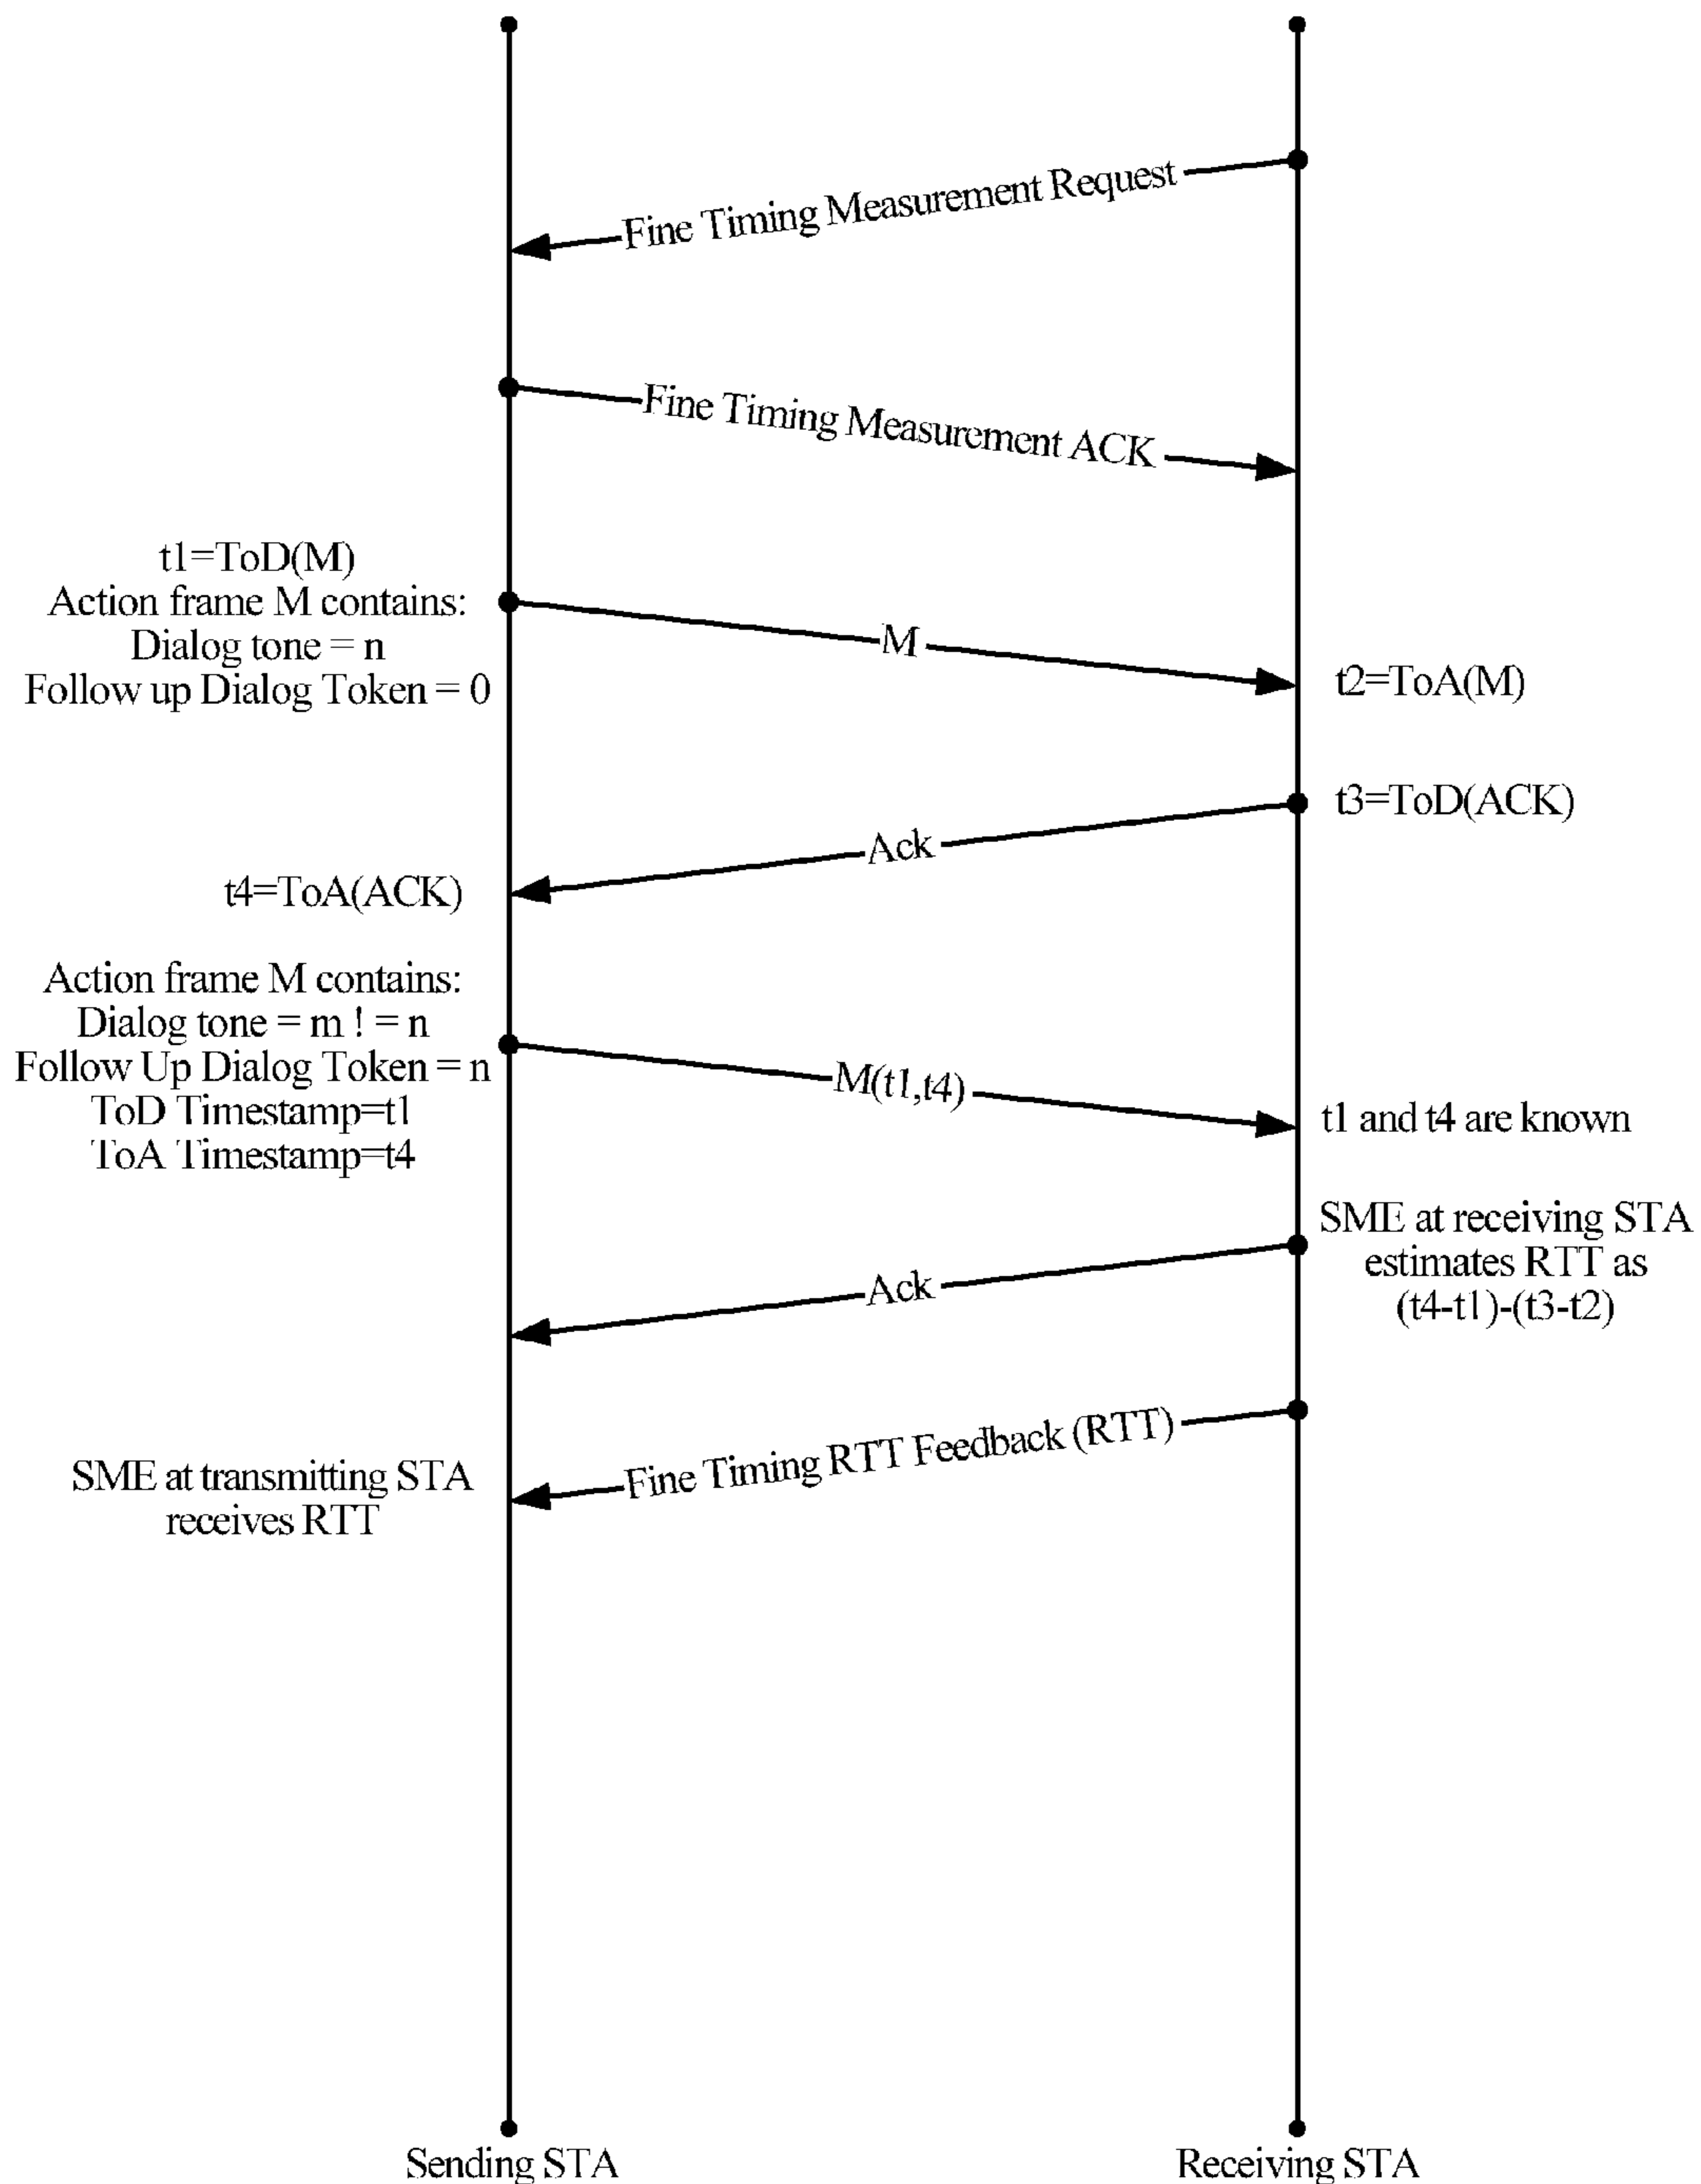 Fine Timing Measurement Request
Fine Timing Measurement ACK
t1=ToD(M)
Action frame M contains:
Dialog tone = n
Follow up Dialog Token = 0
M
t2=ToA(M)
t3=ToD(ACK)
Ack
t4=ToA(ACK)
Action frame M contains:
Dialog tone = m ! = n
Follow Up Dialog Token = n
ToD Timestamp=t1
ToA Timestamp=t4
M(t1,t4)
t1 and t4 are known
SME at receiving STA
estimates RTT as
(t4-t1)-(t3-t2)
Ack
Fine Timing RTT Feedback (RTT)
SME at transmitting STA
receives RTT
Sending STA
Receiving STA